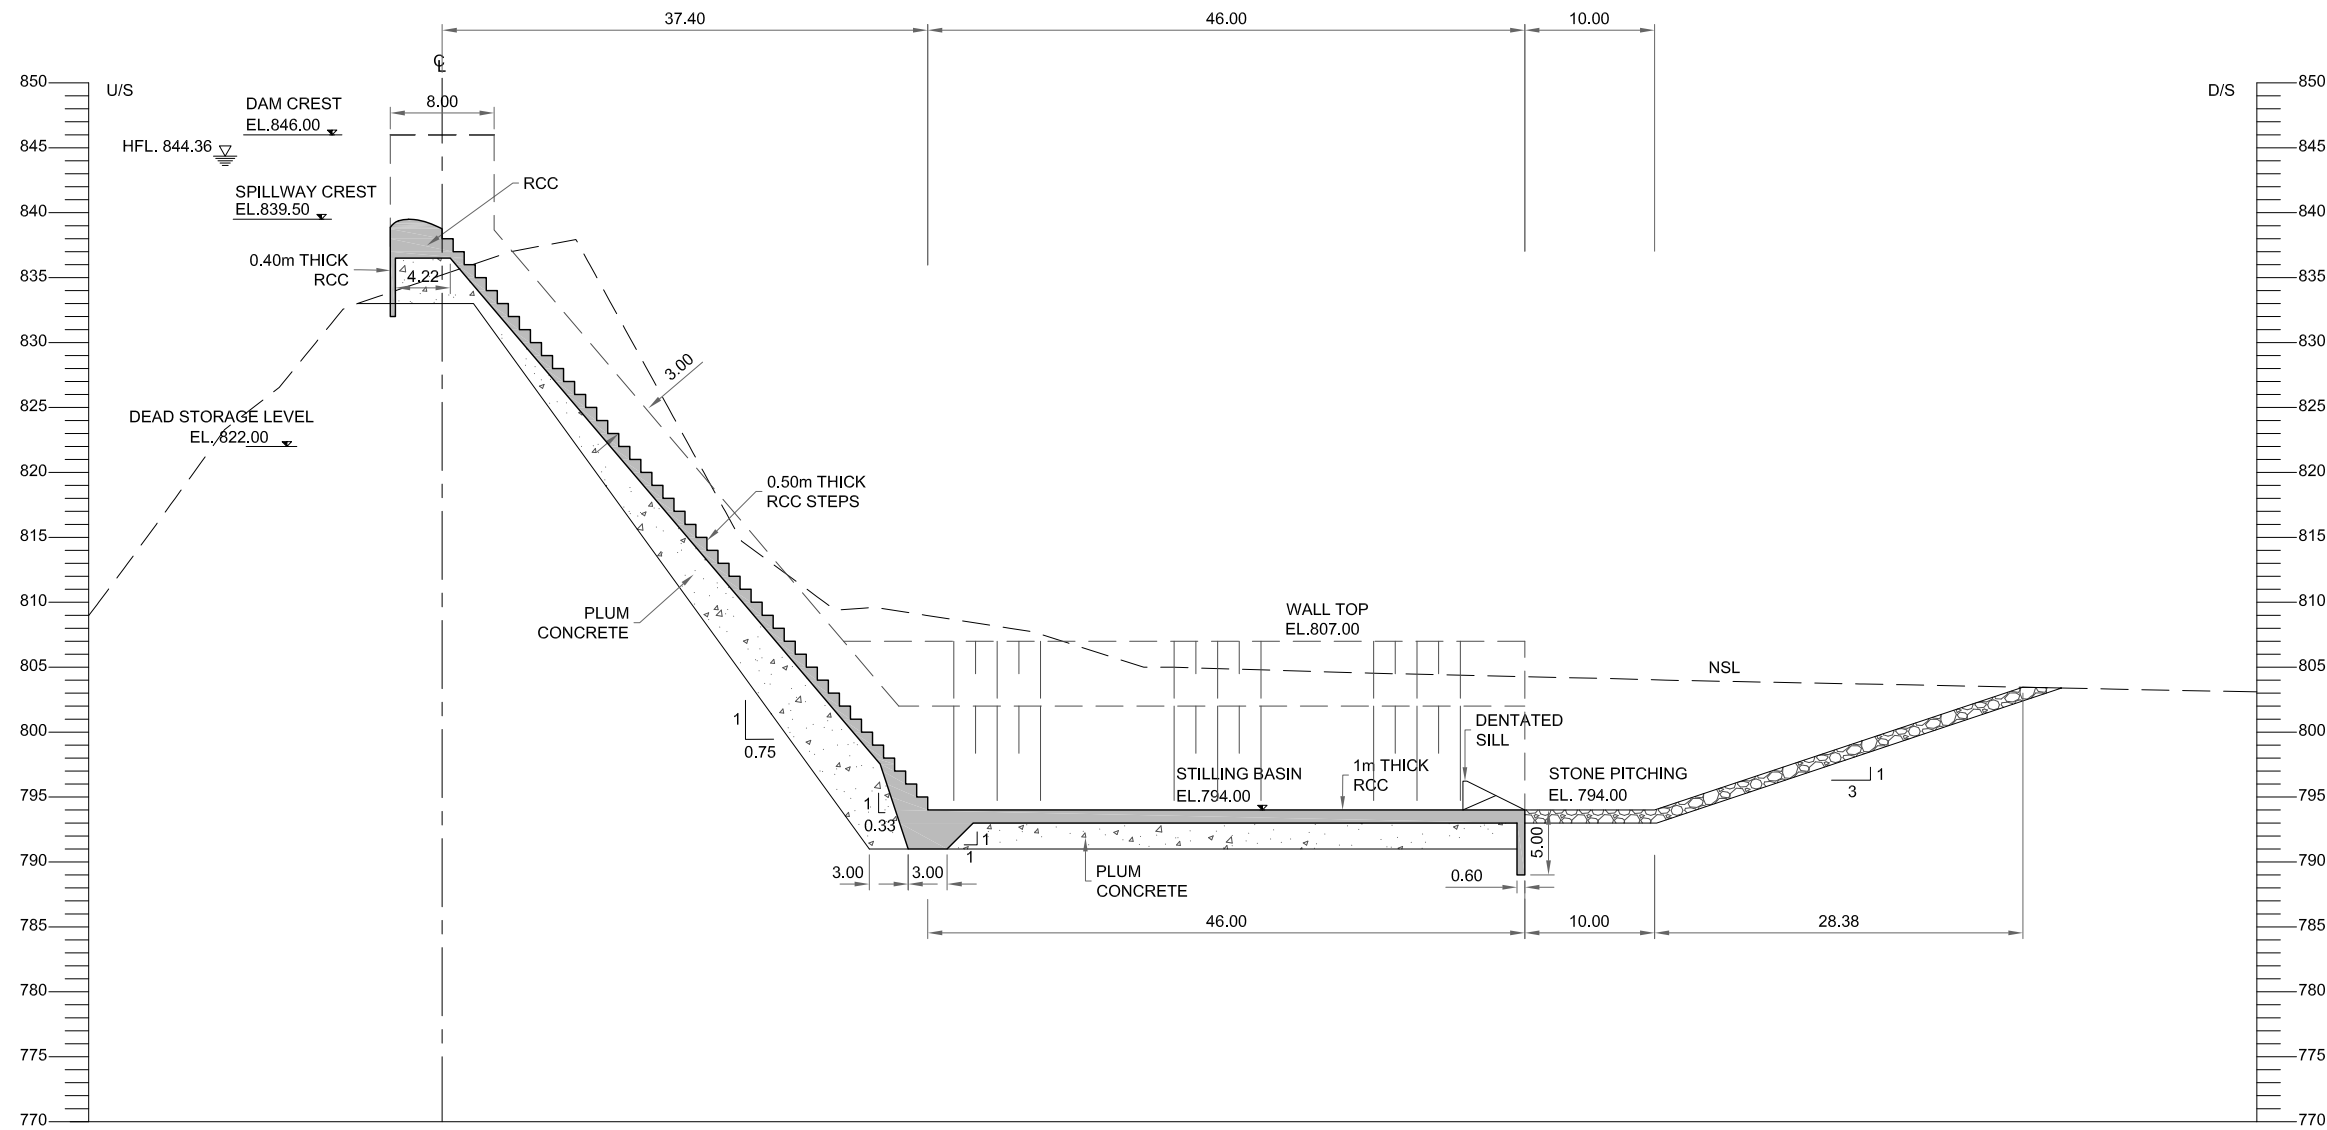 37.40
46.00
10.00
℄
850
U/S
D/S
850
DAM CREST
EL.846.00
8.00
HFL. 844.36
845
845
SPILLWAY CREST
EL.839.50
RCC
840
840
0.40m THICK
RCC
4.22
835
835
830
830
3.00
825
825
DEAD STORAGE LEVEL
EL. 822.00
820
820
0.50m THICK
RCC STEPS
815
815
810
810
PLUM
CONCRETE
WALL TOP
EL.807.00
805
805
NSL
800
800
1
0.75
DENTATED
SILL
STILLING BASIN
EL.794.00
1m THICK
RCC
STONE PITCHING
EL. 794.00
1
3
795
795
1
0.33
1
1
5.00
790
790
3.00
3.00
PLUM
CONCRETE
0.60
785
785
46.00
10.00
28.38
780
780
775
775
770
770